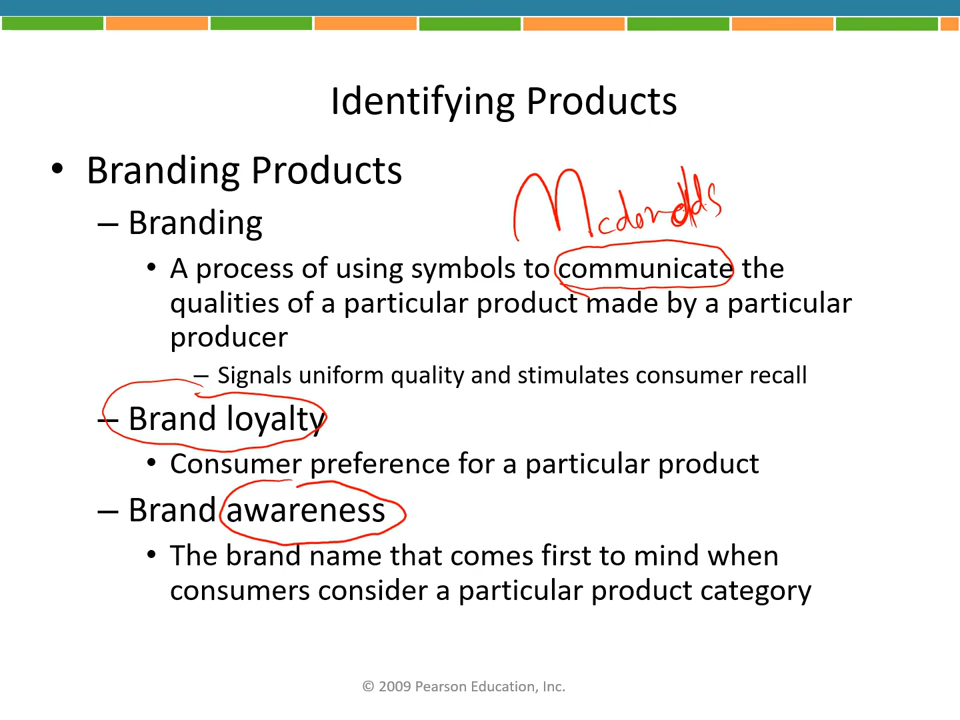 Identifying Products
• Branding Products
Mcdonalds
– Branding
• A process of using symbols to communicate the
qualities of a particular product made by a particular
producer
– Signals uniform quality and stimulates consumer recall
– Brand loyalty
• Consumer preference for a particular product
– Brand awareness
• The brand name that comes first to mind when
consumers consider a particular product category
© 2009 Pearson Education, Inc.